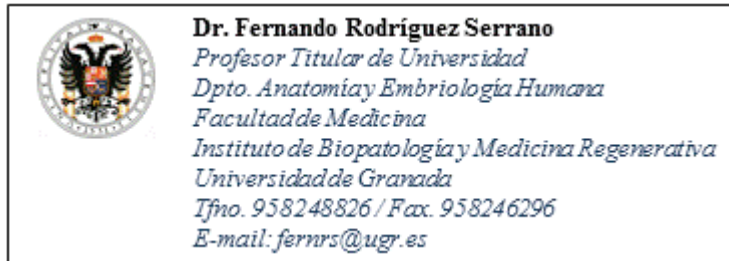 Dr. Fernando Rodríguez Serrano
Profesor Titular de Universidad
Dpto. Anatomía y Embriología Humana
Facultad de Medicina
Instituto de Biopatología y Medicina Regenerativa
Universidad de Granada
Tfno. 958248826 / Fax. 958246296
E-mail: fernrs@ugr.es